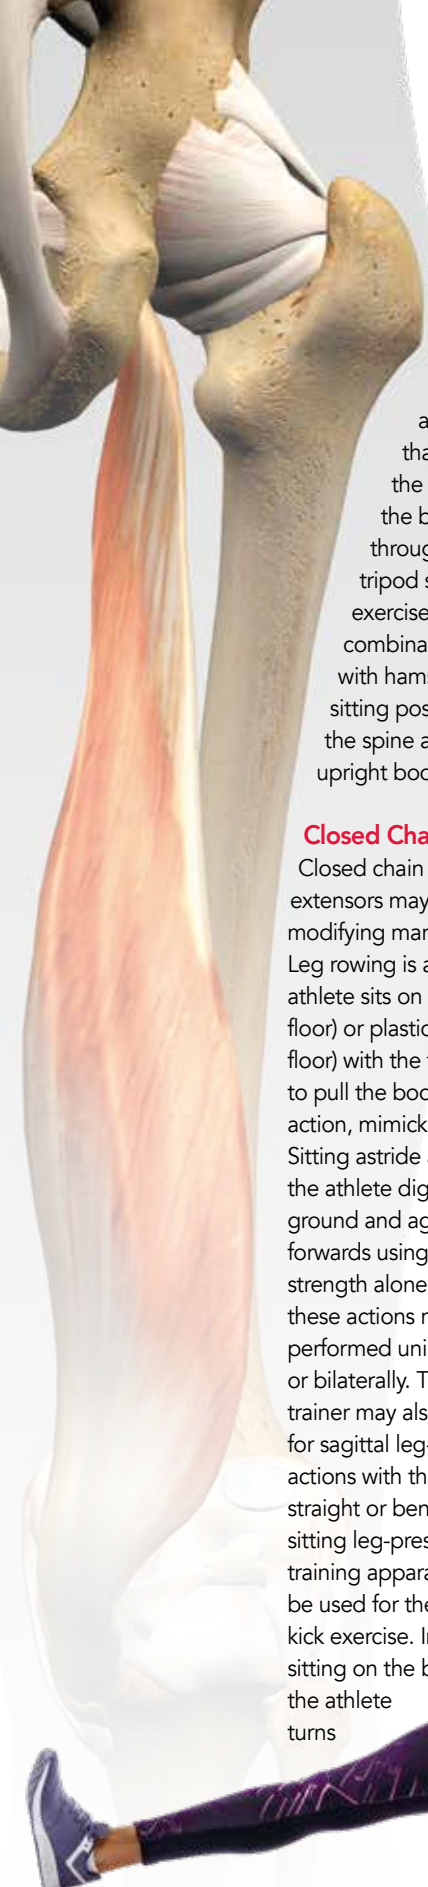 a
tha
the
the b
throug
tripod s
exercise
combina
with hams
sitting pos
the spine a
upright boo
Closed Cha
Closed chain
extensors may
modifying mar
Leg rowing is a
athlete sits on
floor) or plastic
floor) with the
to pull the boo
action, mimick
Sitting astride
the athlete dig
ground and ag
forwards using
strength alone
these actions n
performed uni
or bilaterally. T
trainer may als
for sagittal leg-
actions with th
straight or ben
sitting leg-pres
training appara
be used for the
kick exercise. I
sitting on the b
the athlete
turns